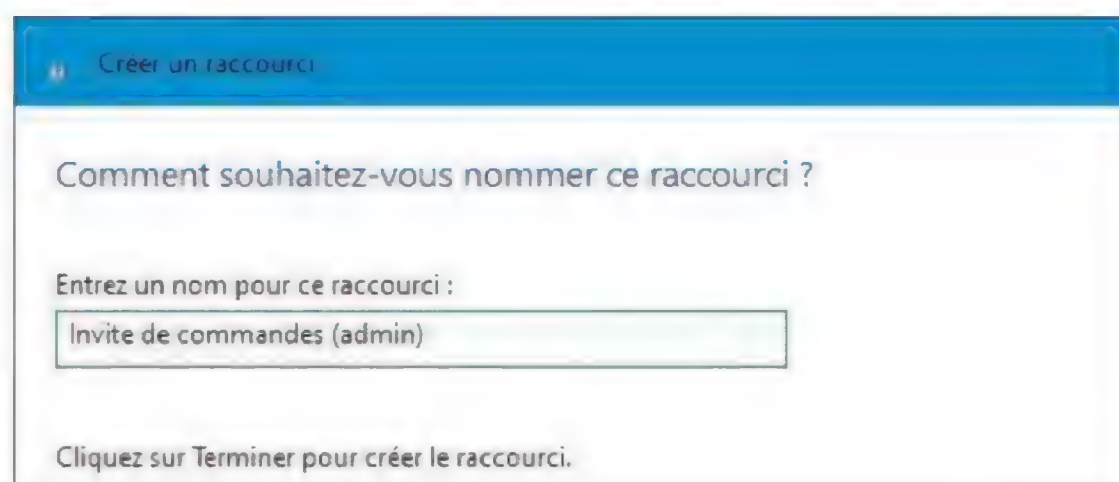 Créer un raccourci
Comment souhaitez-vous nommer ce raccourci ?
Entrez un nom pour ce raccourci :
Invite de commandes (admin)
Cliquez sur Terminer pour créer le raccourci.